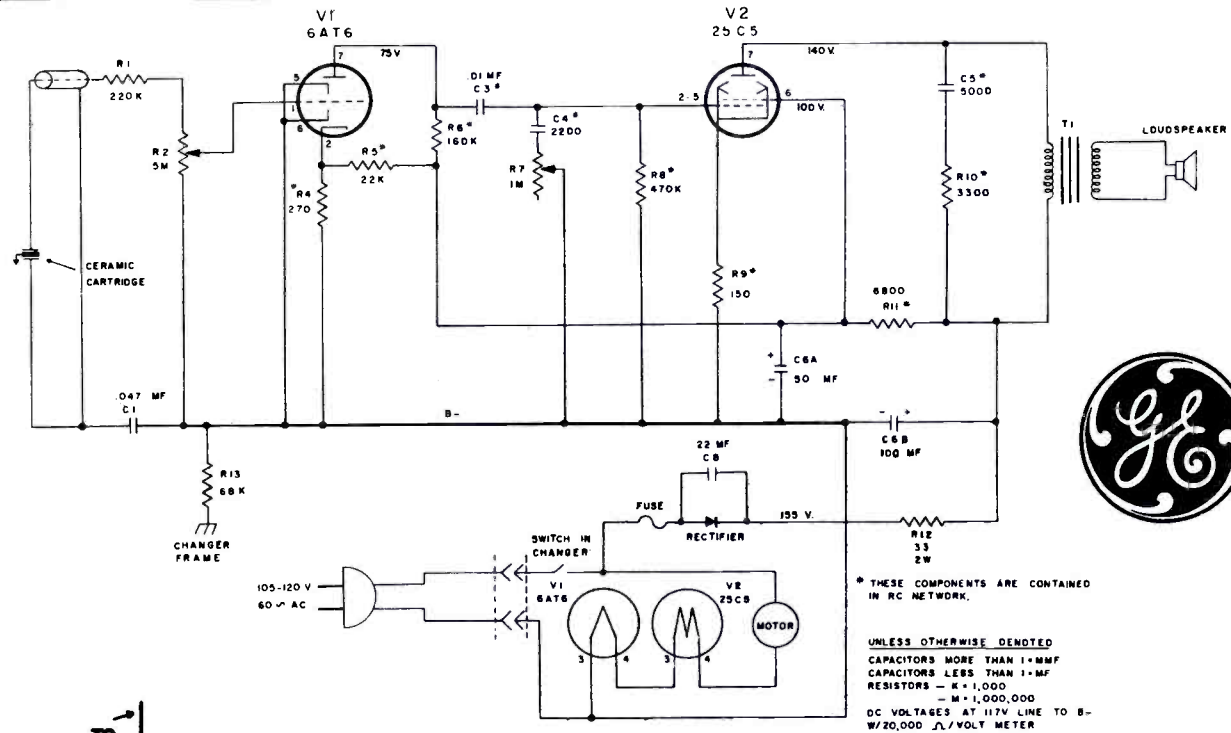 V1
6AT6
V2
25C5
R1
220K
R2
5M
5
1
6
7
2
75V
R5*
22K
*R4
270
R6*
160K
.01 MF
C3*
C4*
2200
R7
1M
R8*
470K
7
2-5
6
140V.
100V.
C5*
5000
R10*
3300
T1
LOUDSPEAKER
R9*
150
6800
R11*
CERAMIC
CARTRIDGE
+
-
C6A
50 MF
.047 MF
C1
B-
- +
C6B
100 MF
R13
68K
CHANGER
FRAME
22 MF
C8
FUSE
RECTIFIER
155 V.
R12
33
2W
GE
SWITCH IN
CHANGER
105-120 V
60 ~ AC
V1
6AT6
3
4
V2
25C5
3
4
MOTOR
* THESE COMPONENTS ARE CONTAINED
IN RC NETWORK.
UNLESS OTHERWISE DENOTED
CAPACITORS MORE THAN 1=MMF
CAPACITORS LESS THAN 1=MF
RESISTORS - K=1,000
- M=1,000,000
DC VOLTAGES AT 117V LINE TO B-
W/20,000 Ω/VOLT METER